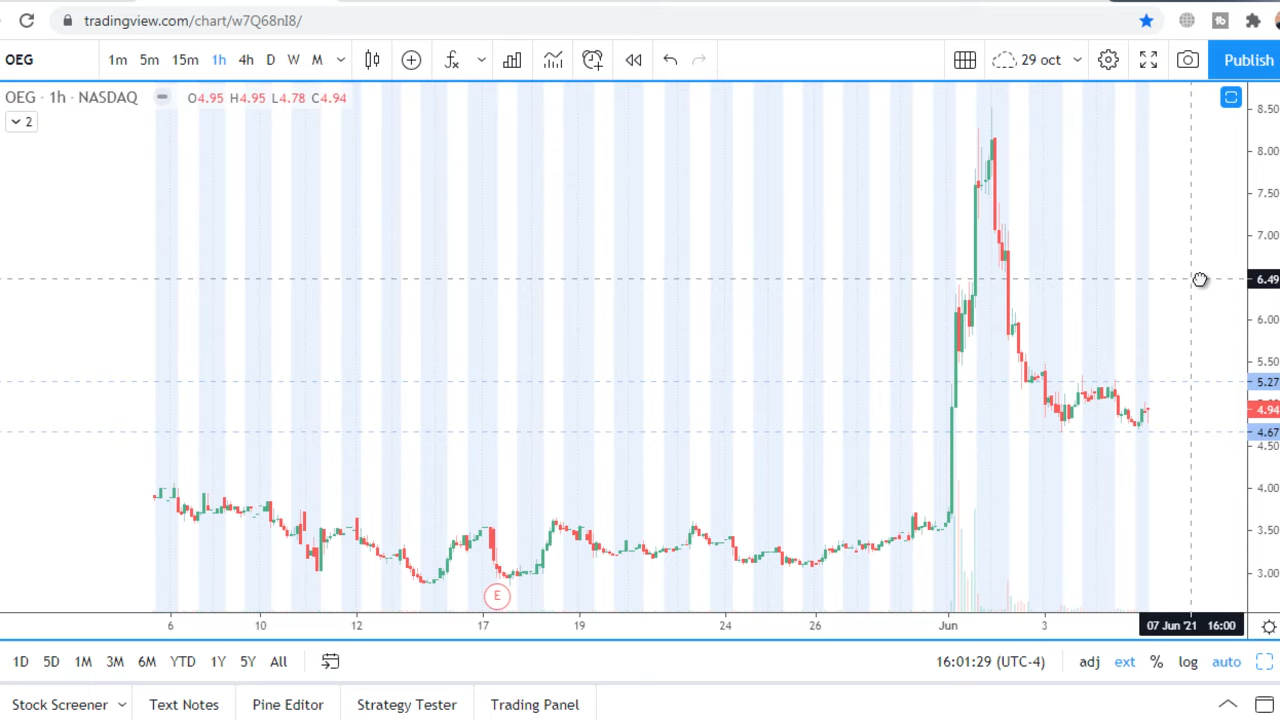 tradingview.com/chart/w7Q68nI8/
OEG 1m 5m 15m 1h 4h D W M 29 oct Publish
OEG · 1h · NASDAQ O4.95 H4.95 L4.78 C4.94
2
8.50
8.00
7.50
7.00
6.49
6.00
5.50
5.27
4.94
4.67
4.50
4.00
3.50
3.00
E
6 10 12 17 19 24 26 Jun 3 07 Jun '21 16:00
1D 5D 1M 3M 6M YTD 1Y 5Y All 16:01:29 (UTC-4) adj ext % log auto
Stock Screener Text Notes Pine Editor Strategy Tester Trading Panel